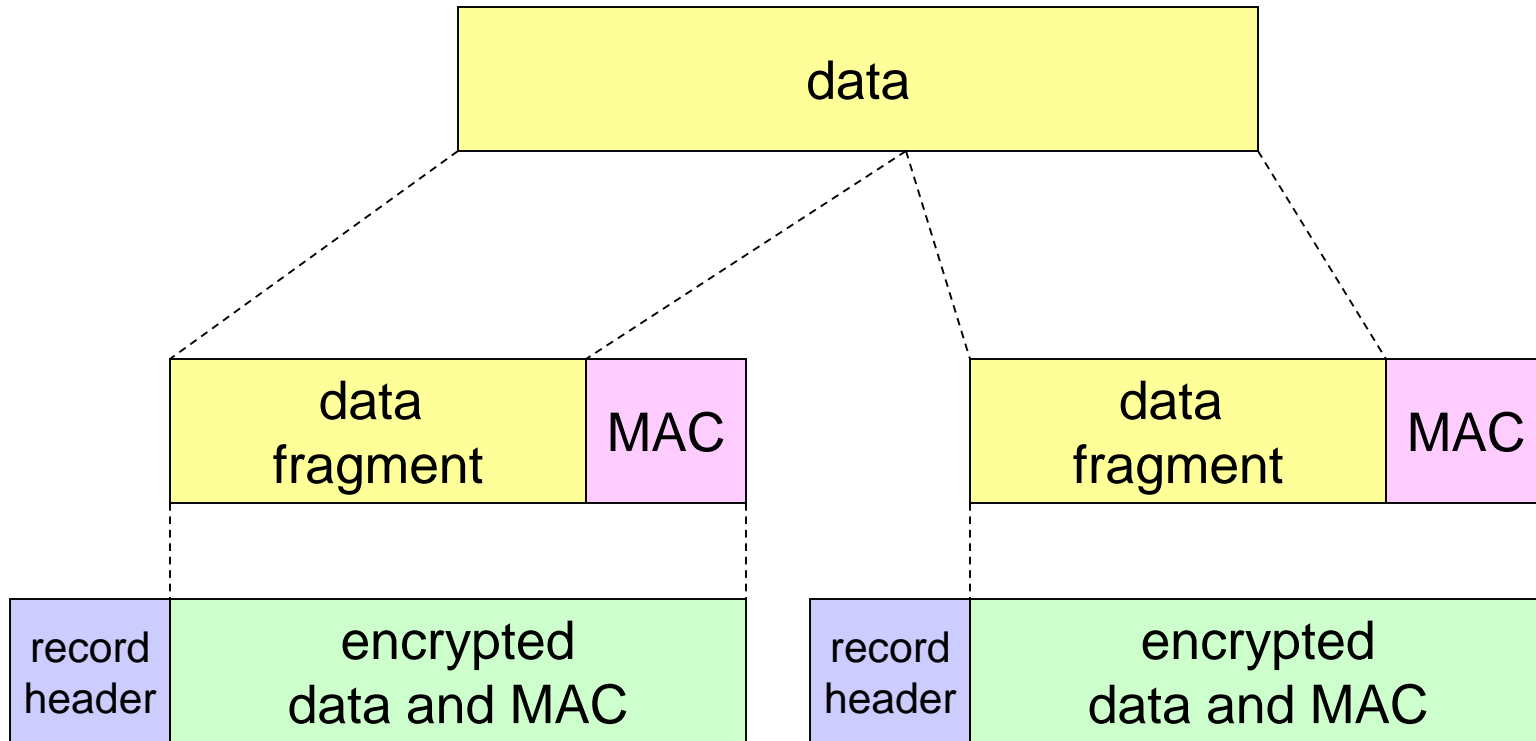 data
data
fragment
MAC
data
fragment
MAC
record
header
encrypted
data and MAC
record
header
encrypted
data and MAC